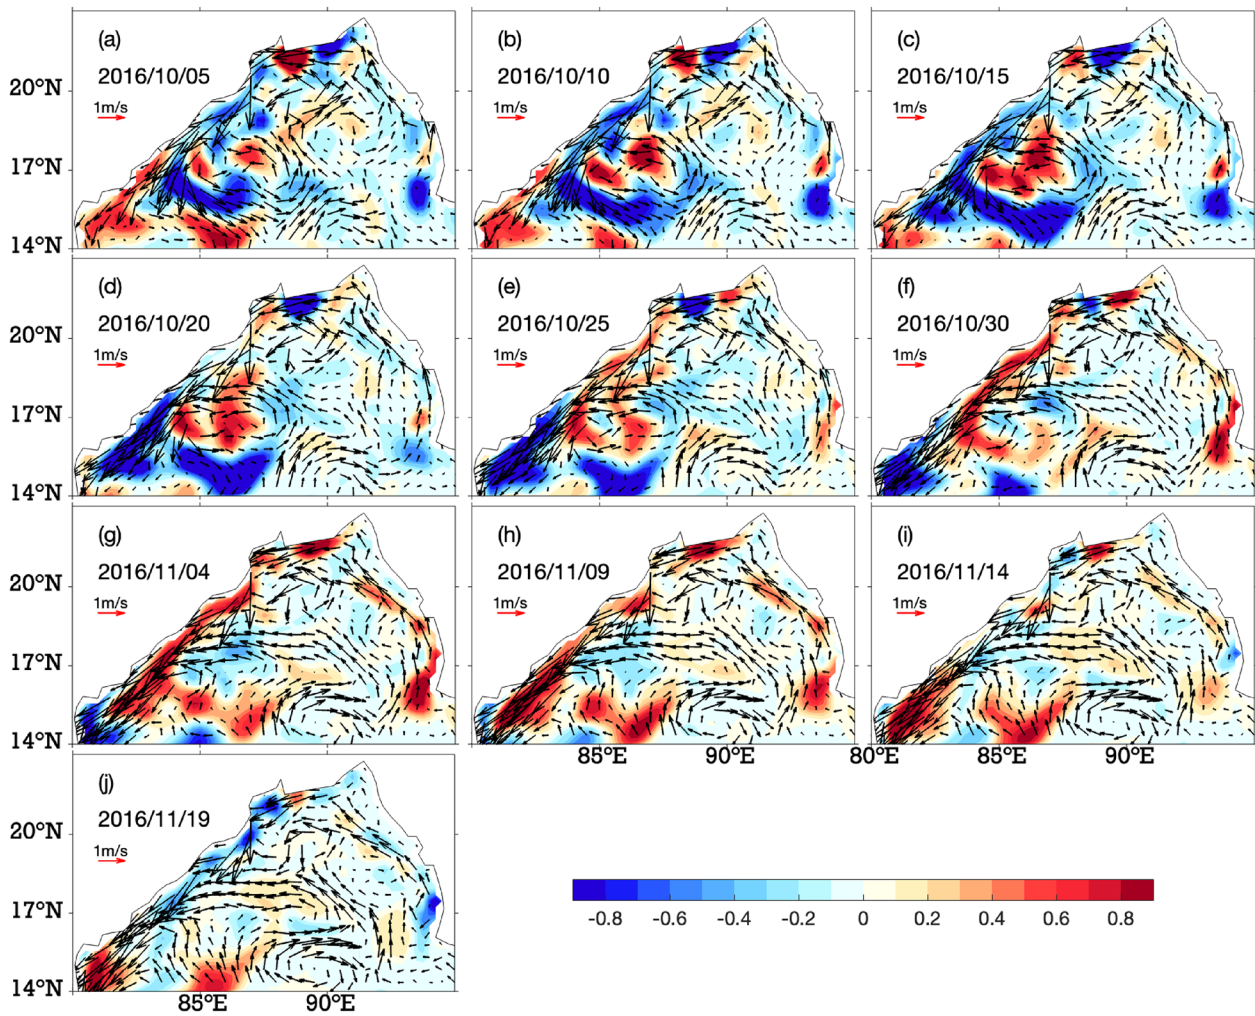 (a)
2016/10/05
20°N
1m/s
17°N
14°N
(b)
2016/10/10
1m/s
(c)
2016/10/15
1m/s
(d)
2016/10/20
20°N
1m/s
17°N
14°N
(e)
2016/10/25
1m/s
(f)
2016/10/30
1m/s
(g)
2016/11/04
20°N
1m/s
17°N
14°N
(h)
2016/11/09
1m/s
85°E 90°E
(i)
2016/11/14
1m/s
80°E 85°E 90°E
(j)
2016/11/19
20°N
1m/s
17°N
14°N
85°E 90°E
-0.8 -0.6 -0.4 -0.2 0 0.2 0.4 0.6 0.8